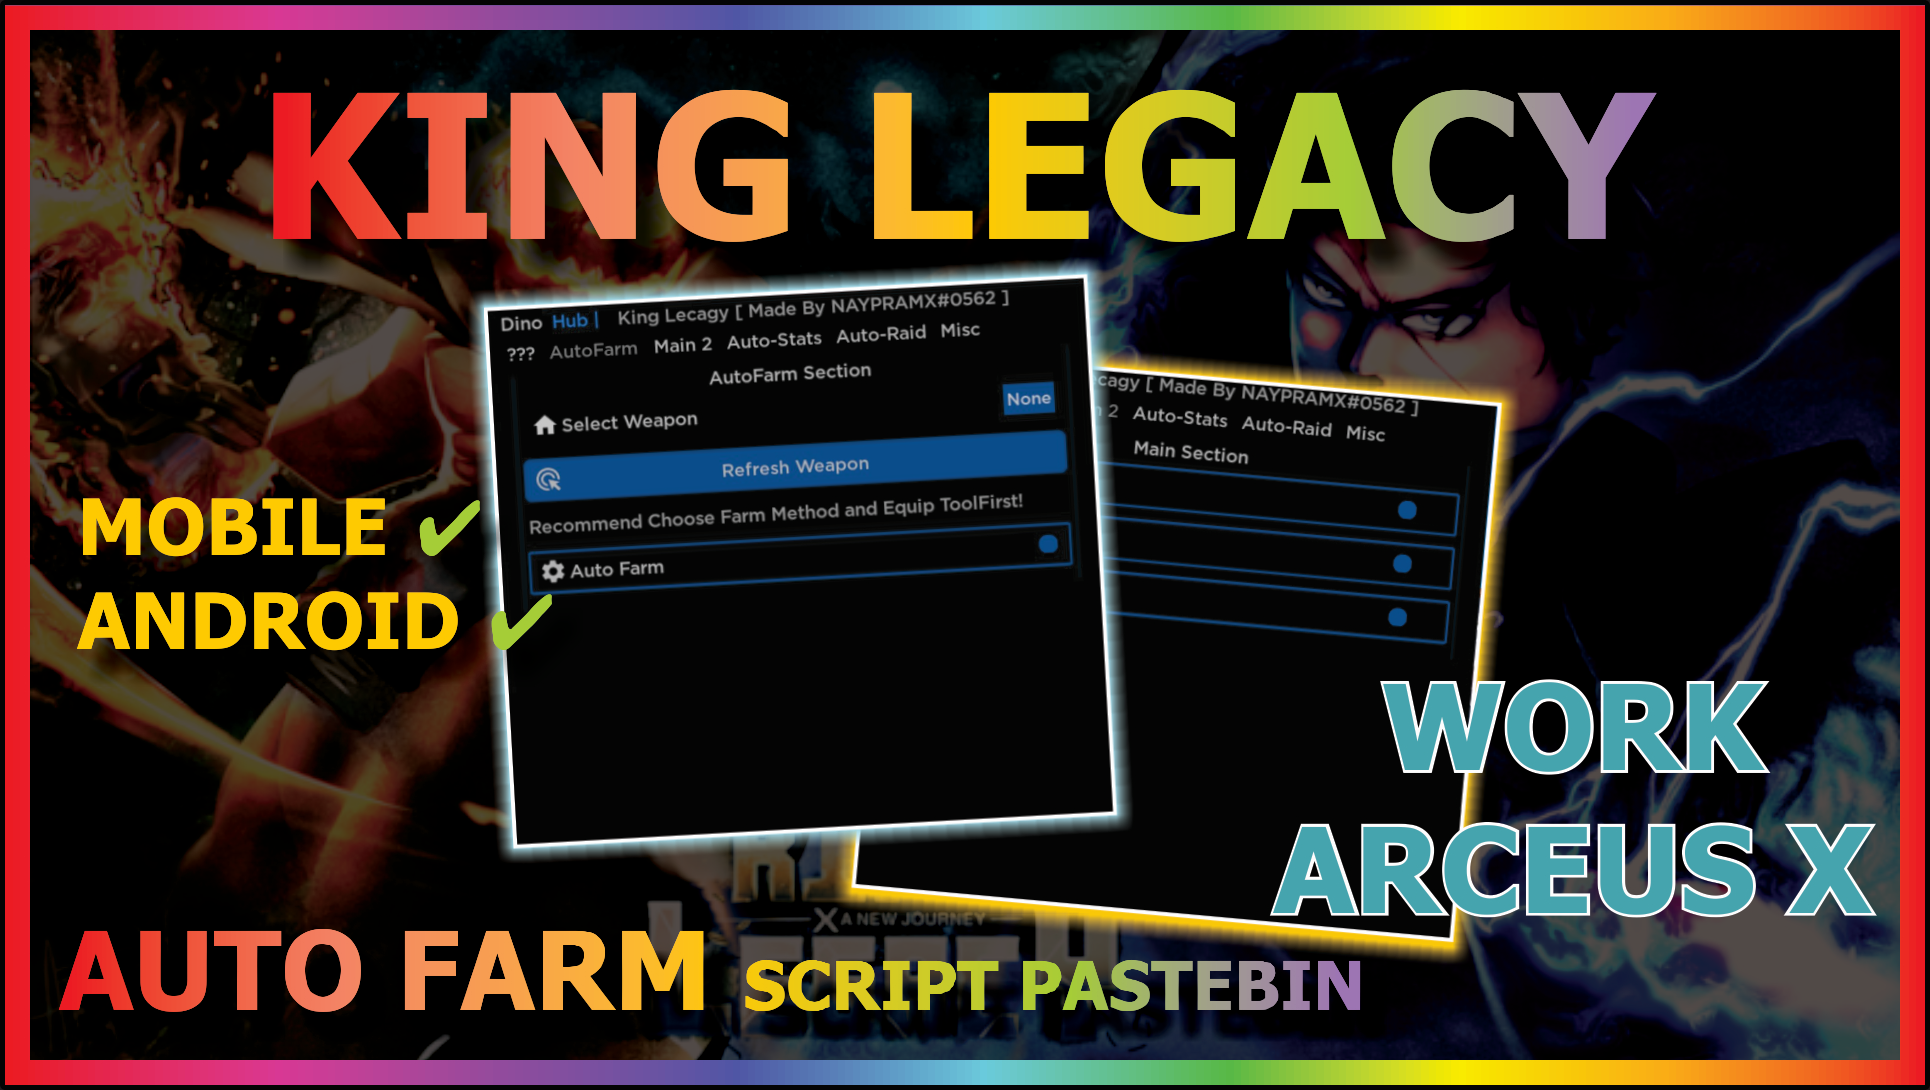 KING LEGACY
Dino Hub | King Lecagy [ Made By NAYPRAMX#0562 ]
??? AutoFarm Main 2 Auto-Stats Auto-Raid Misc
AutoFarm Section
Select Weapon None
Refresh Weapon
Recommend Choose Farm Method and Equip ToolFirst!
Auto Farm
cagy [ Made By NAYPRAMX#0562 ]
2 Auto-Stats Auto-Raid Misc
Main Section
MOBILE ✔
ANDROID ✔
WORK
ARCEUS X
A NEW JOURNEY
AUTO FARM SCRIPT PASTEBIN